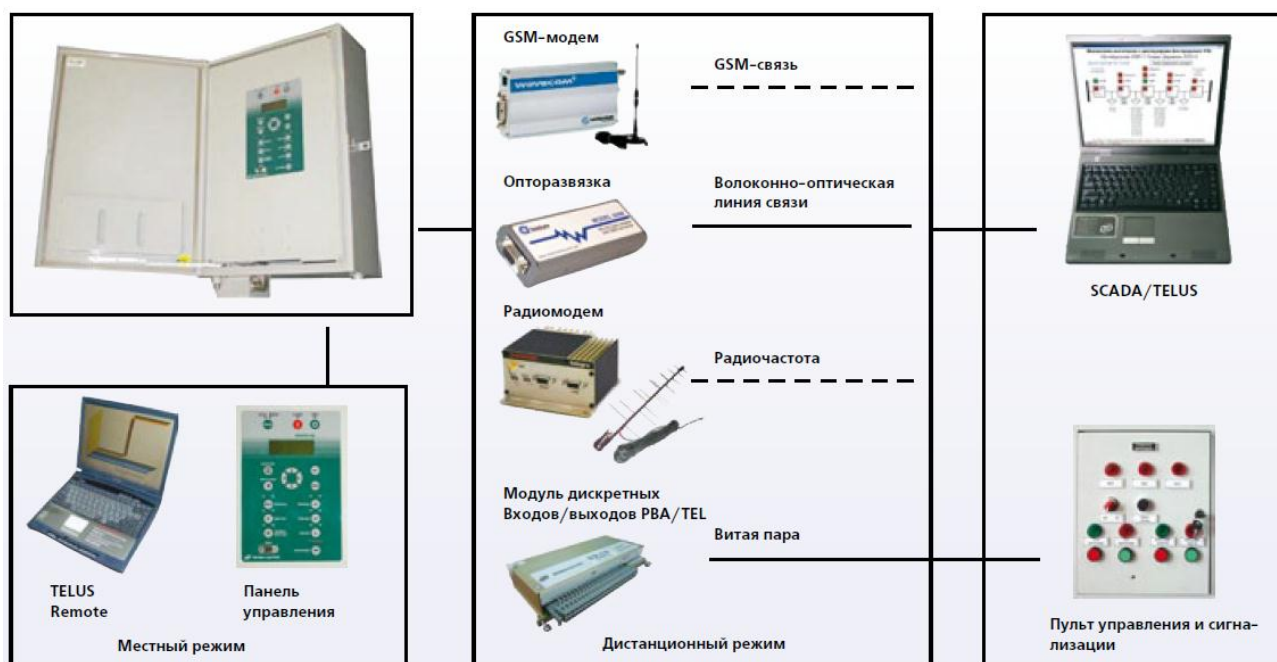 GSM-модем
GSM-связь
WAVECOM
Опторазвязка
Волоконно-оптическая
линия связи
SCADA/TELUS
Радиомодем
Радиочастота
Модуль дискретных
Входов/выходов PBA/TEL
Витая пара
TELUS
Remote
Панель
управления
Местный режим
Дистанционный режим
Пульт управления и сигна-
лизации